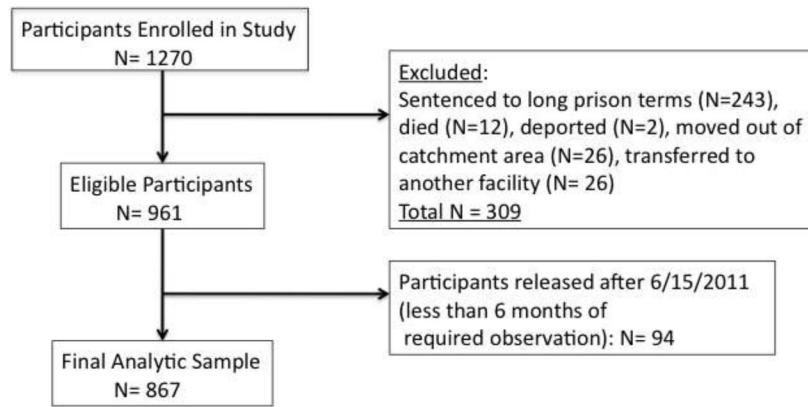 Participants Enrolled in Study
N= 1270
Excluded:
Sentenced to long prison terms (N=243),
died (N=12), deported (N=2), moved out of
catchment area (N=26), transferred to
another facility (N= 26)
Total N = 309
Eligible Participants
N= 961
Participants released after 6/15/2011
(less than 6 months of
required observation): N= 94
Final Analytic Sample
N= 867